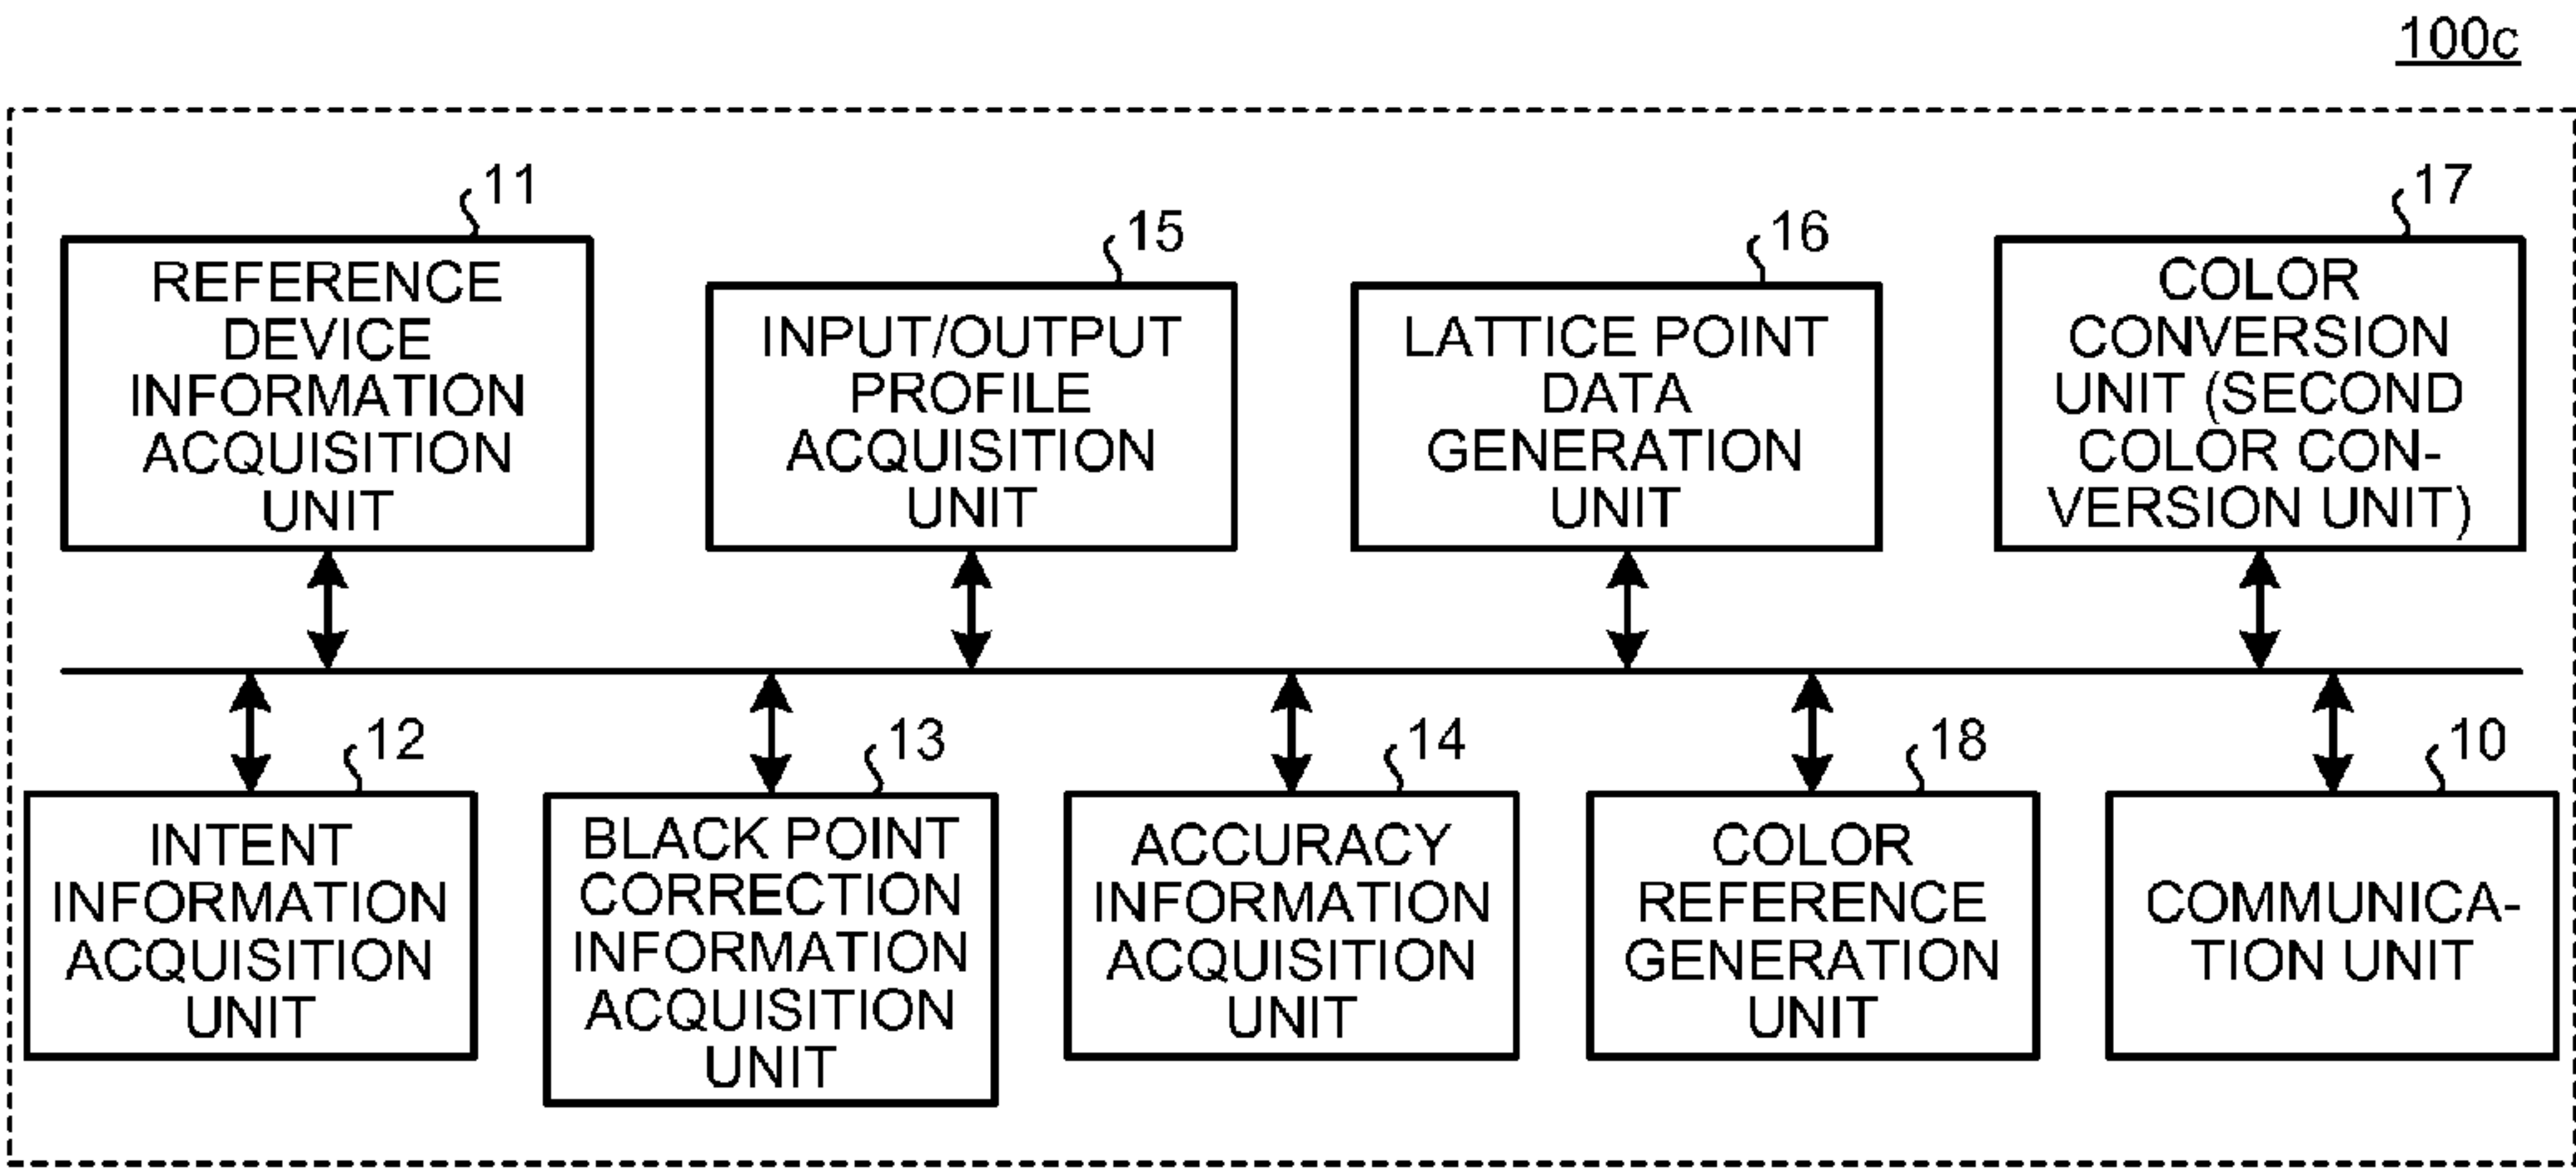 100c
11
REFERENCE
DEVICE
INFORMATION
ACQUISITION
UNIT
15
INPUT/OUTPUT
PROFILE
ACQUISITION
UNIT
16
LATTICE POINT
DATA
GENERATION
UNIT
17
COLOR
CONVERSION
UNIT (SECOND
COLOR CON-
VERSION UNIT)
12
INTENT
INFORMATION
ACQUISITION
UNIT
13
BLACK POINT
CORRECTION
INFORMATION
ACQUISITION
UNIT
14
ACCURACY
INFORMATION
ACQUISITION
UNIT
18
COLOR
REFERENCE
GENERATION
UNIT
10
COMMUNICA-
TION UNIT